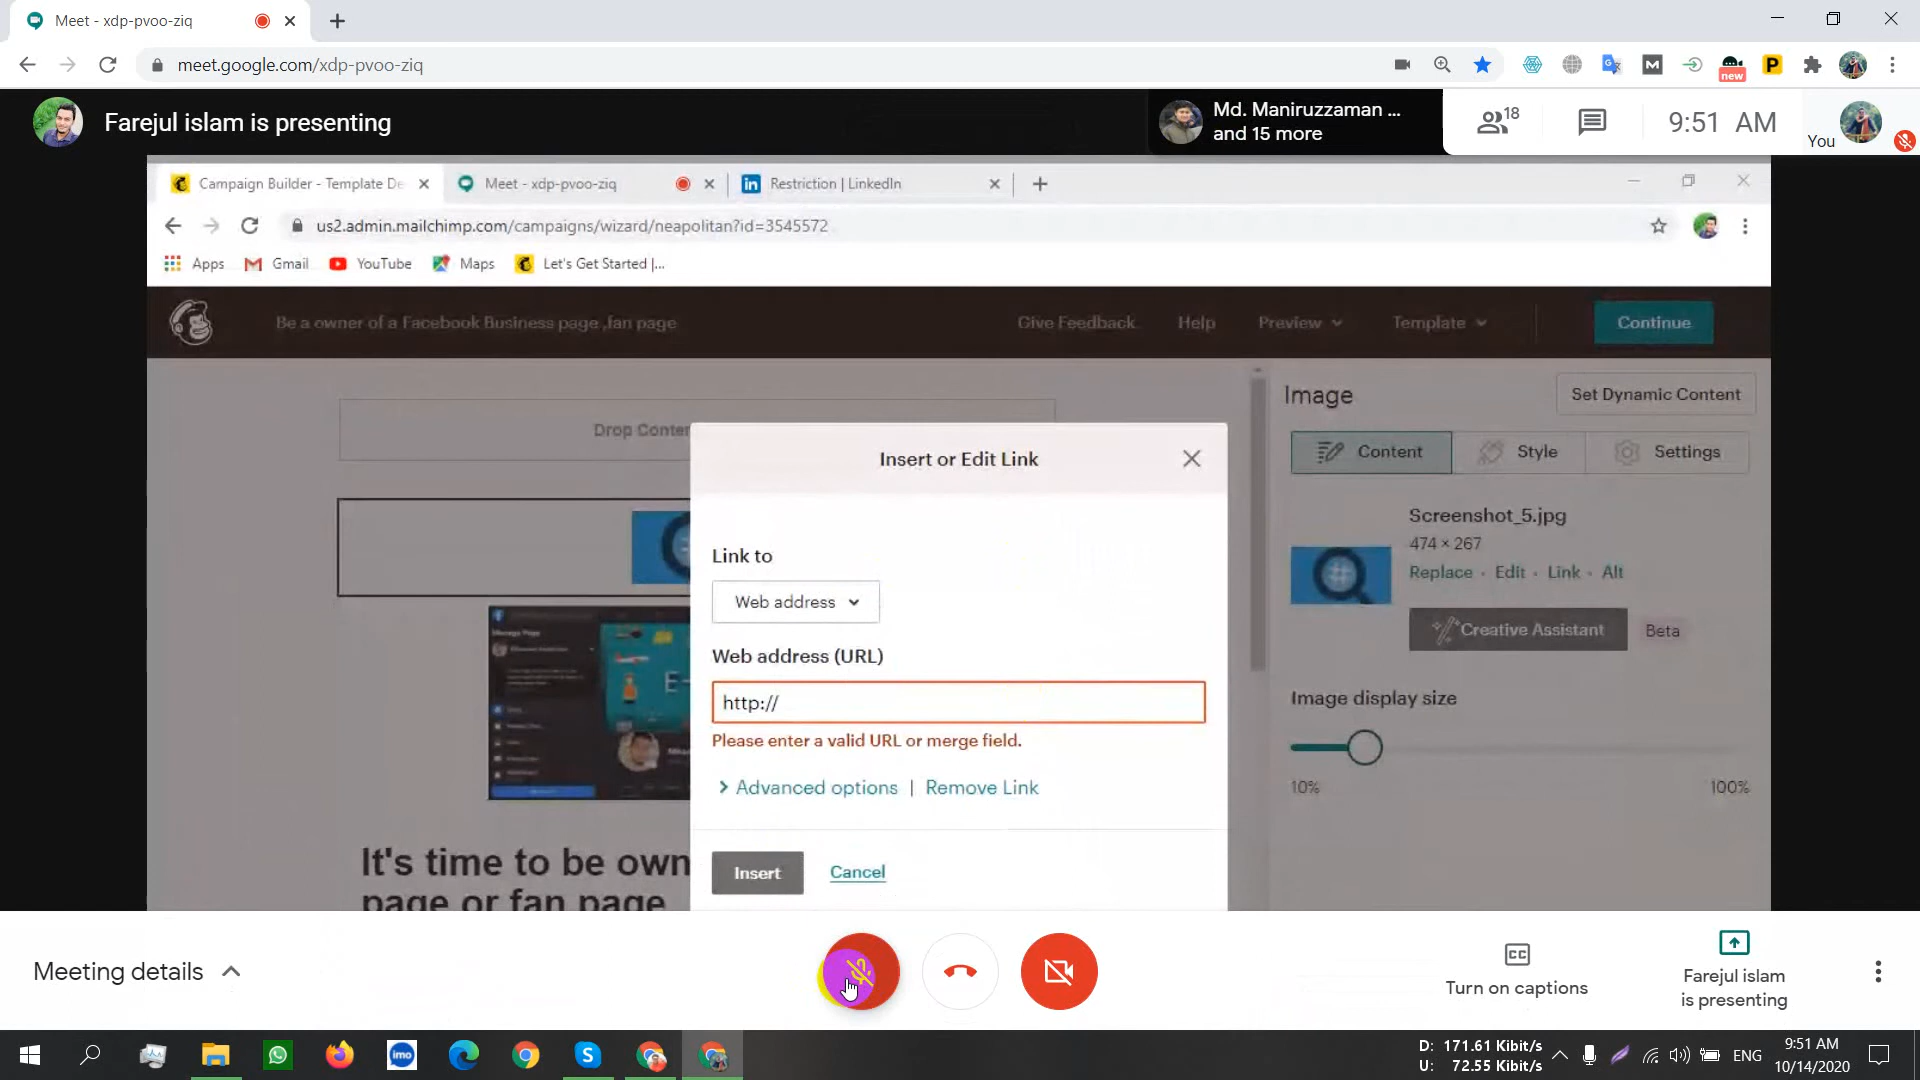 Meet - xdp-pvoo-ziq
meet.google.com/xdp-pvoo-ziq
new
Farejul islam is presenting
Md. Maniruzzaman ...
and 15 more
18
9:51 AM
You
Campaign Builder - Template De
Meet - xdp-pvoo-ziq
Restriction | LinkedIn
us2.admin.mailchimp.com/campaigns/wizard/neapolitan?id=3545572
Apps
Gmail
YouTube
Maps
Let's Get Started |...
Be a owner of a Facebook Business page ,fan page
Give Feedback
Help
Preview
Template
Continue
Drop Conten
Image
Set Dynamic Content
Content
Style
Settings
Screenshot_5.jpg
474 × 267
Replace · Edit · Link · Alt
Creative Assistant
Beta
Image display size
10%
100%
Insert or Edit Link
Link to
Web address
Web address (URL)
http://
Please enter a valid URL or merge field.
Advanced options | Remove Link
Insert
Cancel
It's time to be own
page or fan page
Meeting details
CC
Turn on captions
Farejul islam
is presenting
imo
D: 171.61 Kibit/s
U: 72.55 Kibit/s
ENG
9:51 AM
10/14/2020